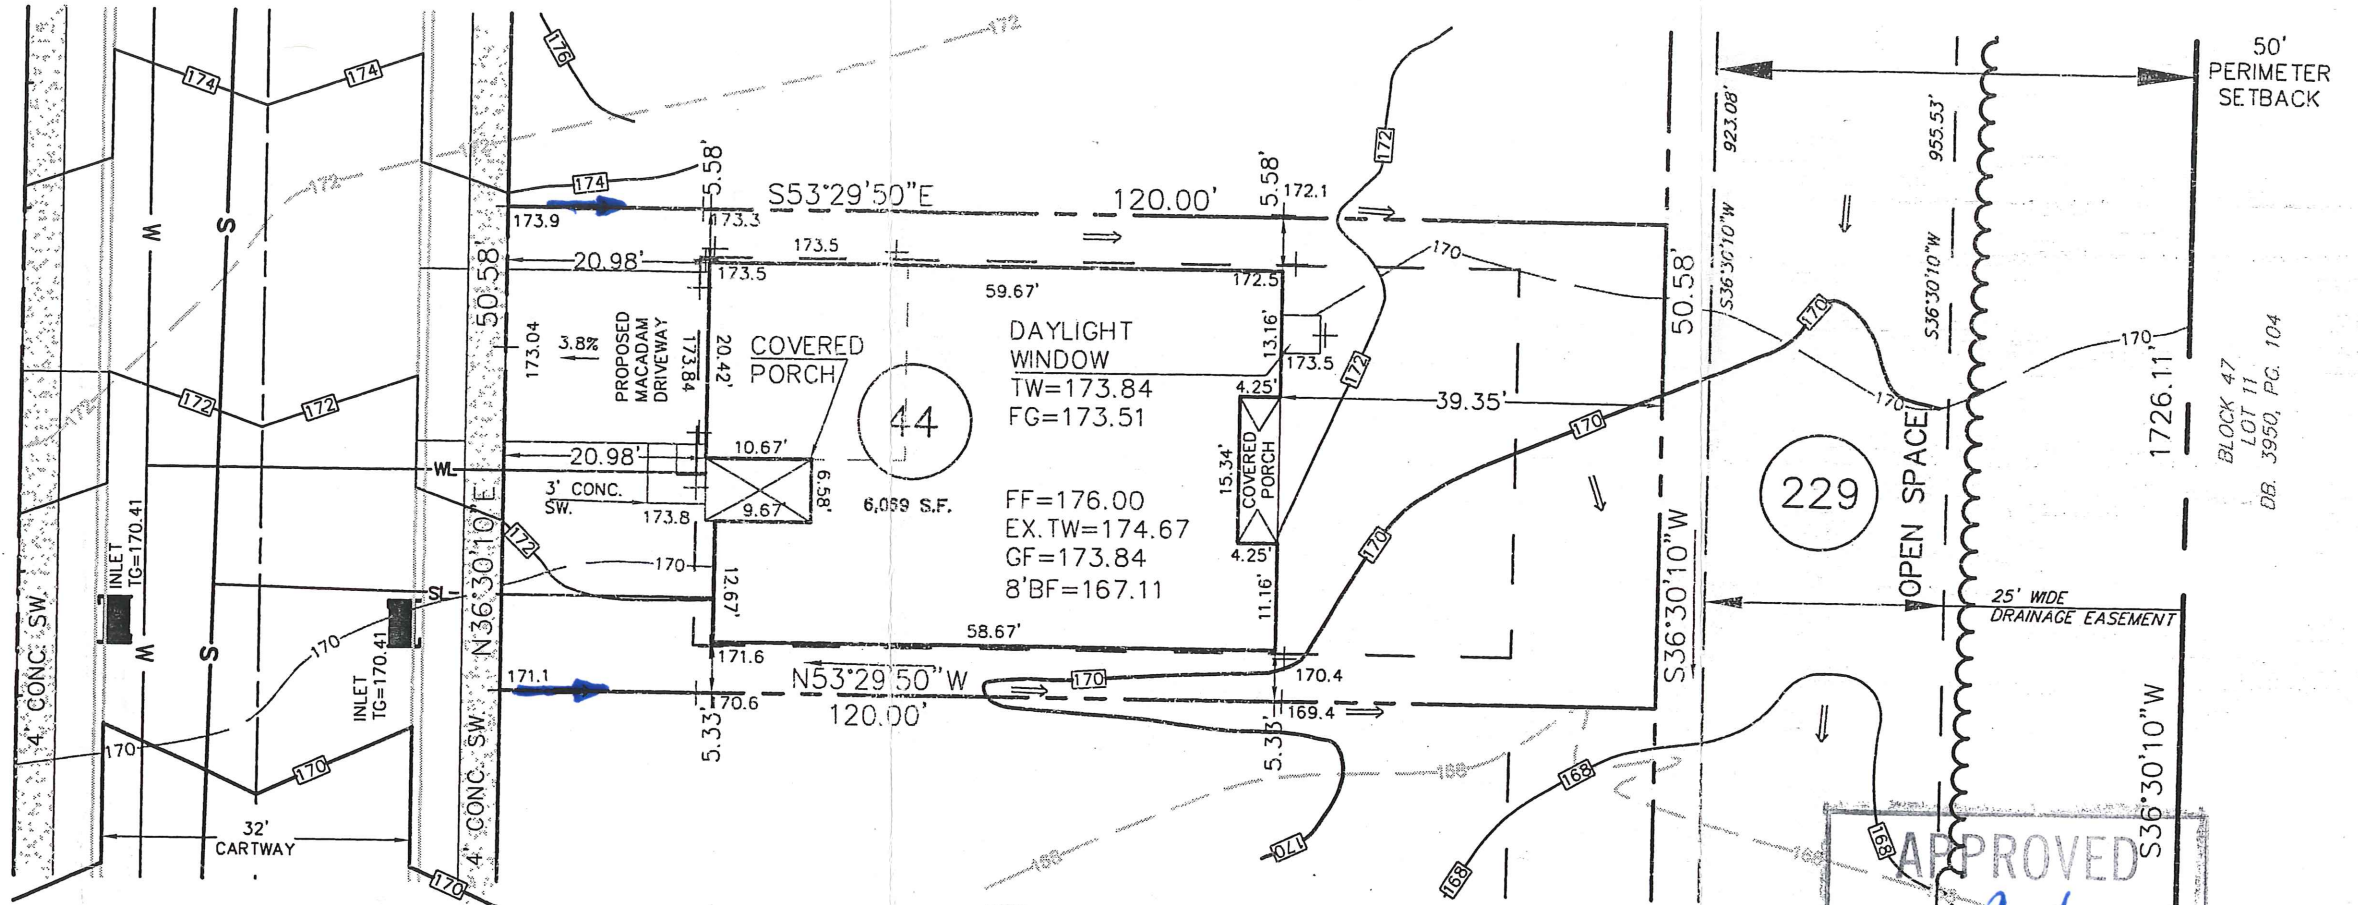 172
176
174
174
50'
PERIMETER
SETBACK
172
172
172
174
5.58'
S53°29'50"E
120.00'
5.58'
172.1
923.08'
955.53'
173.9
173.3
W
S
173.5
170
20.98'
173.5
172.5
59.67'
50.58'
50.58'
S36°30'10"W
S36°30'10"W
173.04
3.8%
PROPOSED
MACADAM
DRIVEWAY
173.84
20.42'
COVERED
PORCH
DAYLIGHT
WINDOW
TW=173.84
FG=173.51
13.16'
173.5
172
170
170
1726.11'
BLOCK 47
LOT 11
DB. 3950, PG. 104
172
172
172
44
4.25'
39.35'
170
170
20.98'
10.67'
WL
3' CONC.
SW.
173.8
9.67
6.58'
6,069 S.F.
FF=176.00
EX.TW=174.67
GF=173.84
8'BF=167.11
15.34'
COVERED
PORCH
4.25'
229
OPEN SPACE
INLET
TG=170.41
172
170
170
SL
12.67'
11.16'
25' WIDE
DRAINAGE EASEMENT
4' CONC. SW.
W
S
170
INLET
TG=170.41
N36°30'10"E
58.67'
171.6
170.4
S36°30'10"W
171.1
N53°29'50"W
170
170.6
120.00'
169.4
5.33'
5.33'
170
170
168
168
S36°30'10"W
32'
CARTWAY
4' CONC. SW.
170
168
170
168
168
168
APPROVED